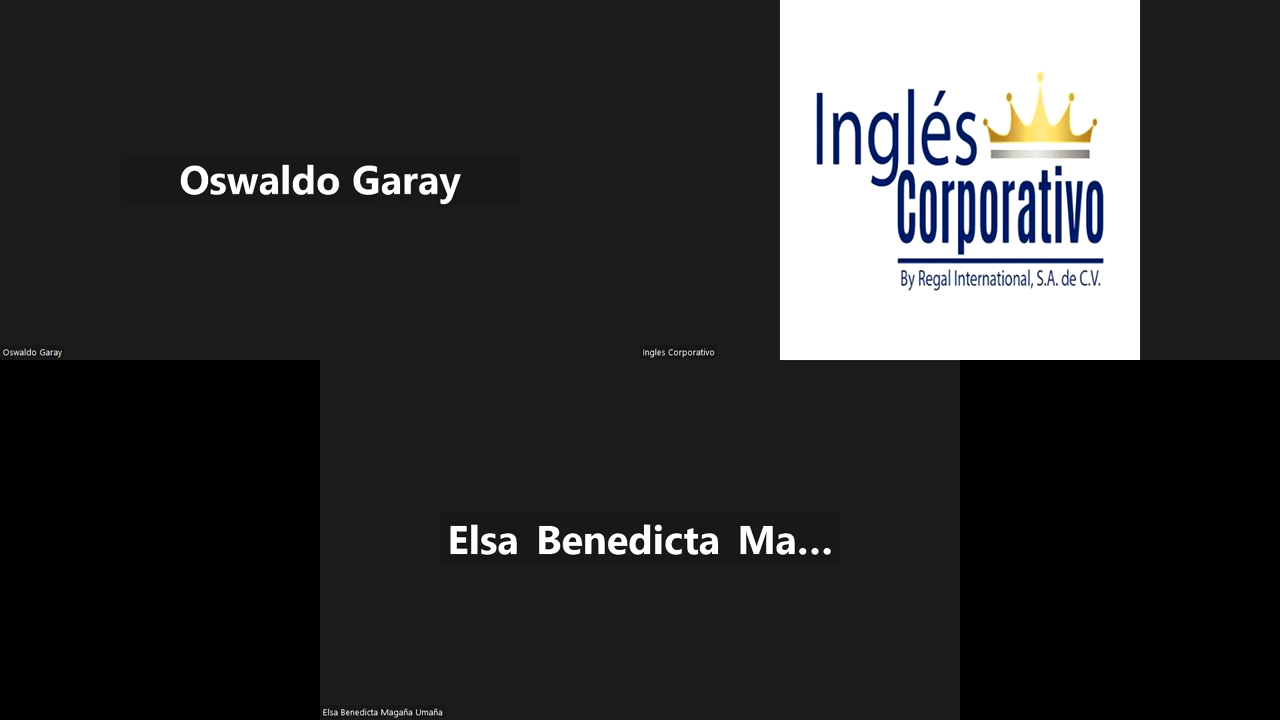 Oswaldo Garay
Inglés
Corporativo
By Regal International, S.A. de C.V.
Oswaldo Garay
Ingles Corporativo
Elsa Benedicta Ma...
Elsa Benedicta Magaña Umaña